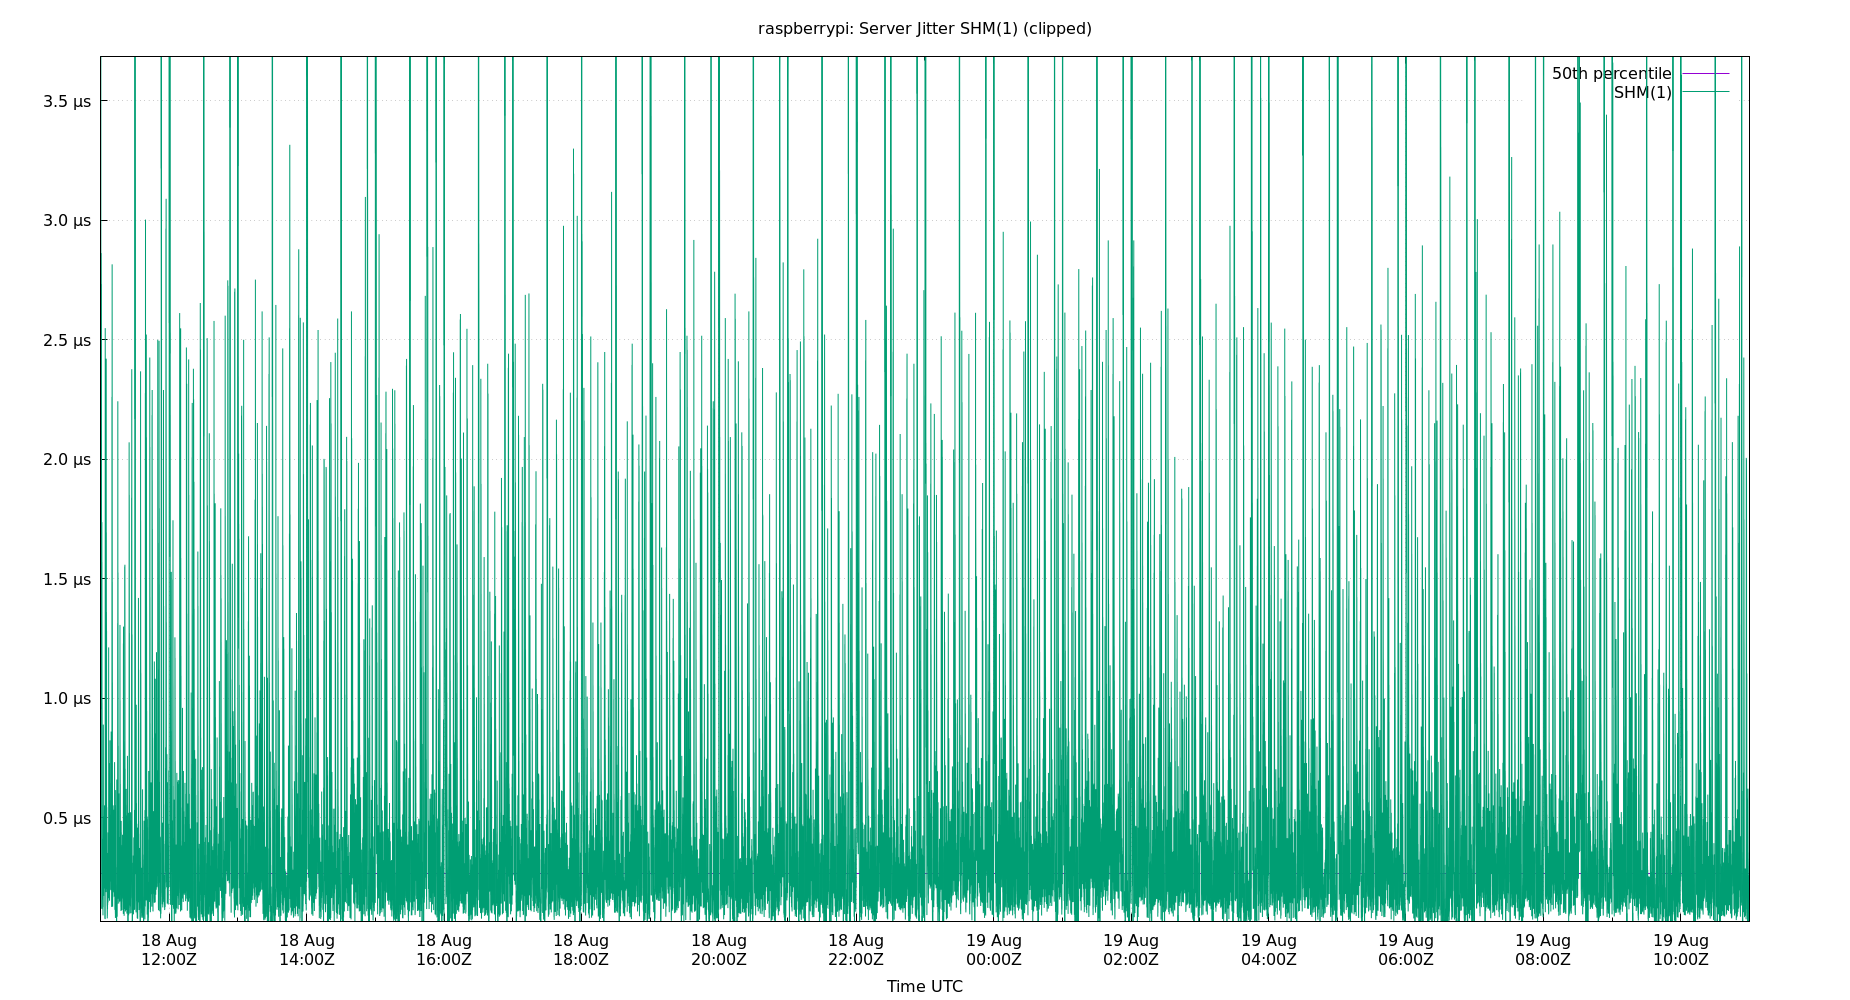 raspberrypi: Server Jitter SHM(1) (clipped)
50th percentile
SHM(1)
3.5 μs
3.0 μs
2.5 μs
2.0 μs
1.5 μs
1.0 μs
0.5 μs
18 Aug 18 Aug 18 Aug 18 Aug 18 Aug 18 Aug 19 Aug 19 Aug 19 Aug 19 Aug 19 Aug 19 Aug
12:00Z 14:00Z 16:00Z 18:00Z 20:00Z 22:00Z 00:00Z 02:00Z 04:00Z 06:00Z 08:00Z 10:00Z
Time UTC